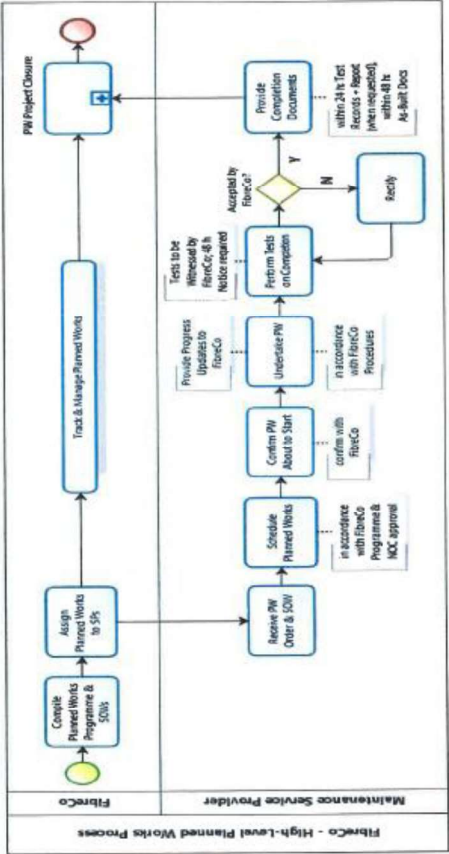 FibreCo - High-Level Planned Works Process
FibreCo
Maintenance Service Provider
Compile
Planned Works
Programme &
SOWs
Assign
Planned Works
to SPs
Track & Manage Planned Works
PW Project Closure
Receive PW
Order & SOW
Schedule
Planned Works
in accordance
with FibreCo
Programme &
NOC approval
Confirm PW
About to Start
confirm with
FibreCo
Provide Progress
Updates to
FibreCo
Undertake PW
in accordance
with FibreCo
Procedures
Tests to be
Witnessed by
FibreCo; 48 h
Notice required
Perform Tests
on Completion
Accepted by
FibreCo?
Y
N
Rectify
Provide
Completion
Documents
within 24 h: Test
Records + Report
(when requested),
within 48 h:
As-Built Docs